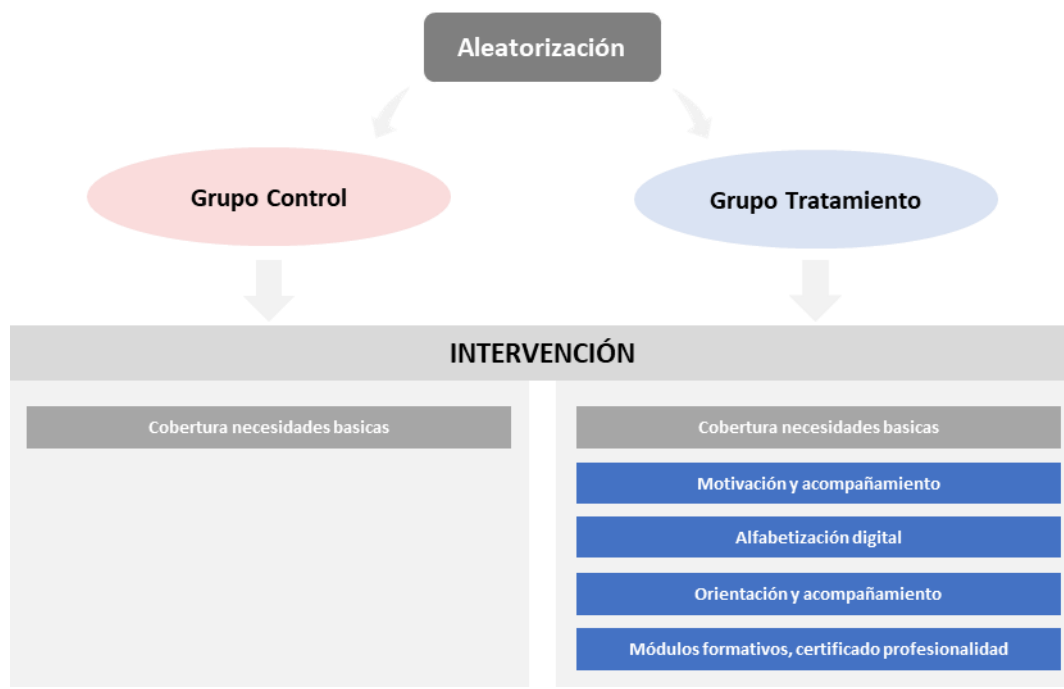 Aleatorización
Grupo Control
Grupo Tratamiento
INTERVENCIÓN
Cobertura necesidades basicas
Cobertura necesidades basicas
Motivación y acompañamiento
Alfabetización digital
Orientación y acompañamiento
Módulos formativos, certificado profesionalidad